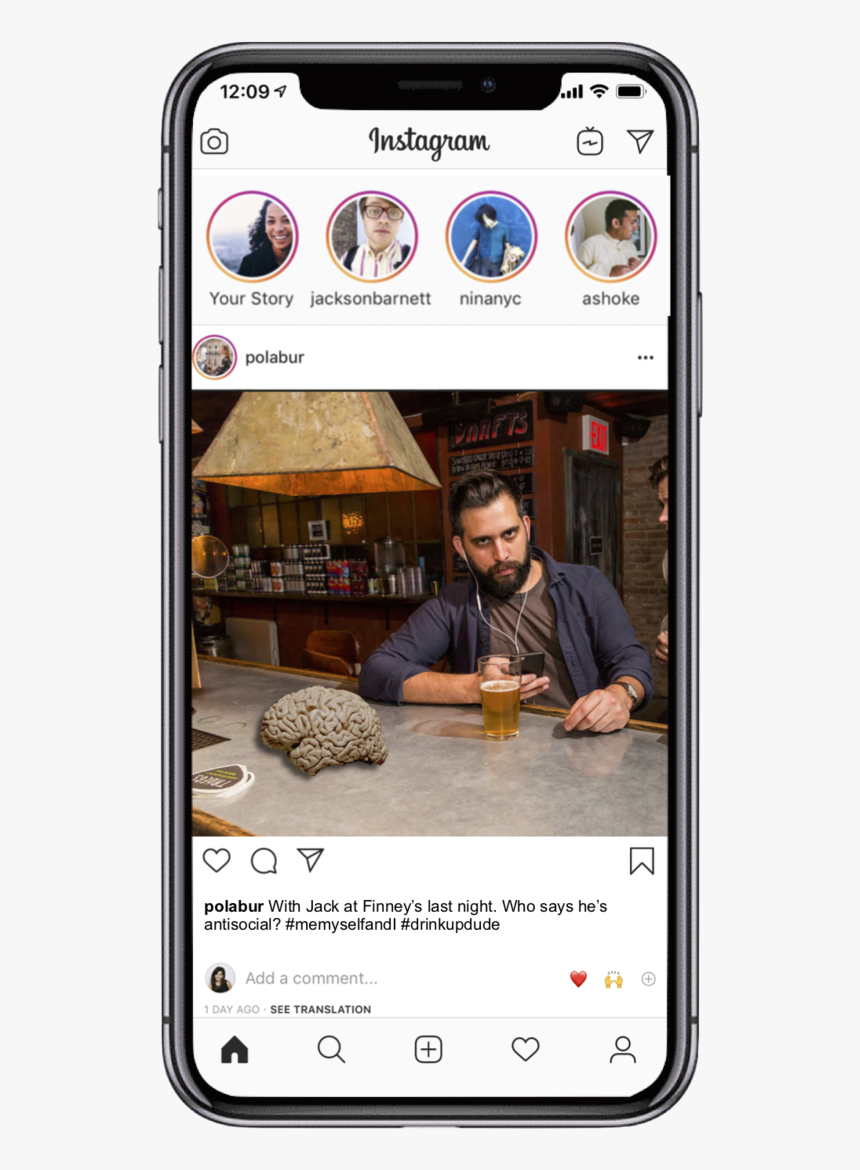 12:09
Instagram
Your Story
jacksonbarnett
ninanyc
ashoke
polabur
DRAFTS
EXIT
polabur With Jack at Finney’s last night. Who says he’s
antisocial? #memyselfandI #drinkupdude
Add a comment...
1 DAY AGO · SEE TRANSLATION